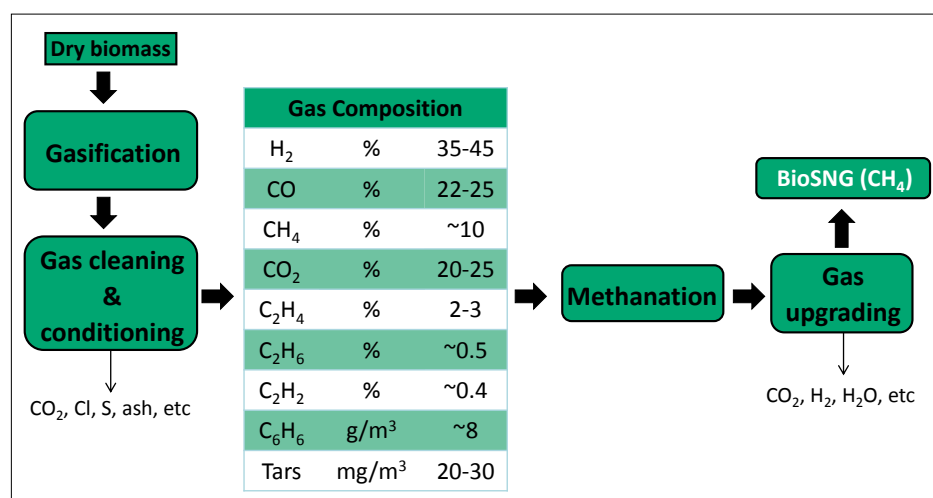 Dry biomass
Gasification
Gas cleaning
&
conditioning
CO₂, Cl, S, ash, etc
Gas Composition
H₂ % 35-45
CO % 22-25
CH₄ % ~10
CO₂ % 20-25
C₂H₄ % 2-3
C₂H₆ % ~0.5
C₂H₂ % ~0.4
C₆H₆ g/m³ ~8
Tars mg/m³ 20-30
Methanation
BioSNG (CH₄)
Gas
upgrading
CO₂, H₂, H₂O, etc